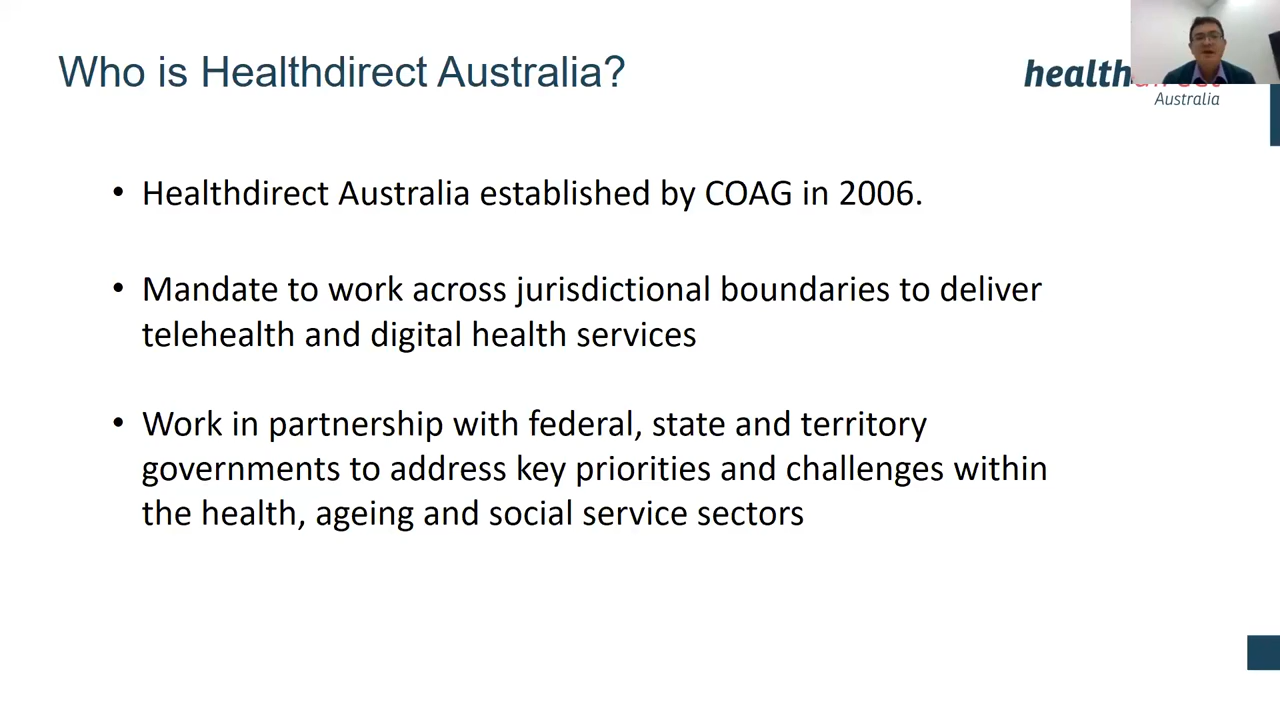 Who is Healthdirect Australia?
health
Australia
• Healthdirect Australia established by COAG in 2006.
• Mandate to work across jurisdictional boundaries to deliver
telehealth and digital health services
• Work in partnership with federal, state and territory
governments to address key priorities and challenges within
the health, ageing and social service sectors